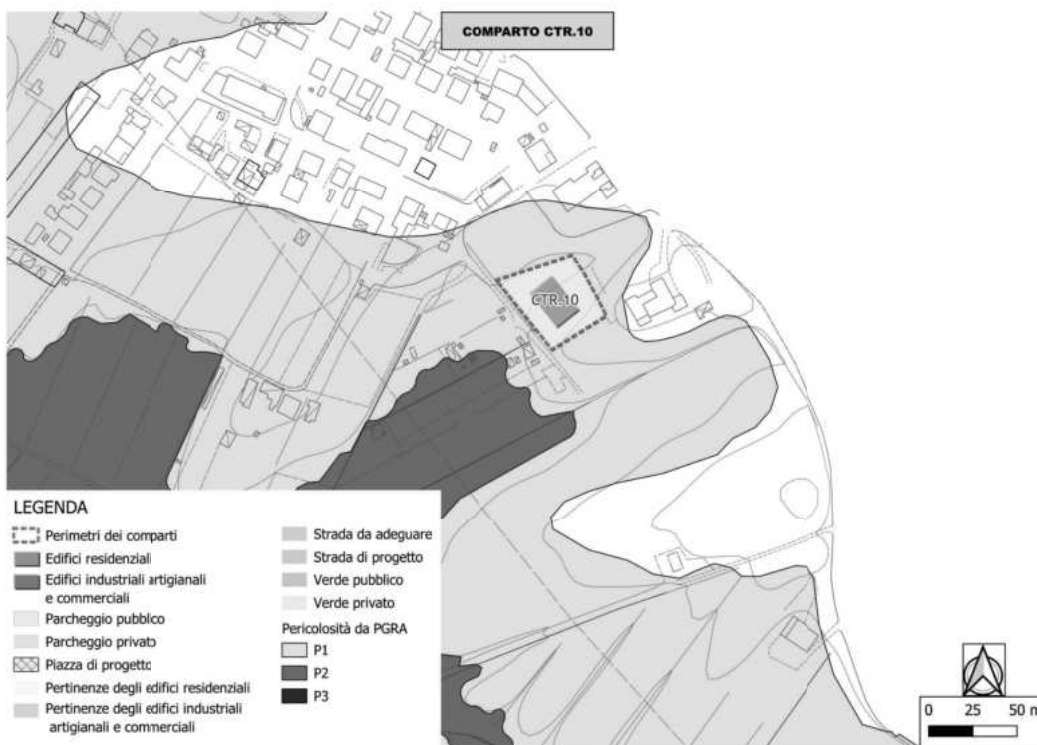 COMPARTO CTR.10
CTR.10
LEGENDA
Perimetri dei comparti
Edifici residenziali
Edifici industriali artigianali
e commerciali
Parcheggio pubblico
Parcheggio privato
Piazza di progetto
Pertinenze degli edifici residenziali
Pertinenze degli edifici industriali
artigianali e commerciali
Strada da adeguare
Strada di progetto
Verde pubblico
Verde privato
Pericolosità da PGRA
P1
P2
P3
0 25 50 m